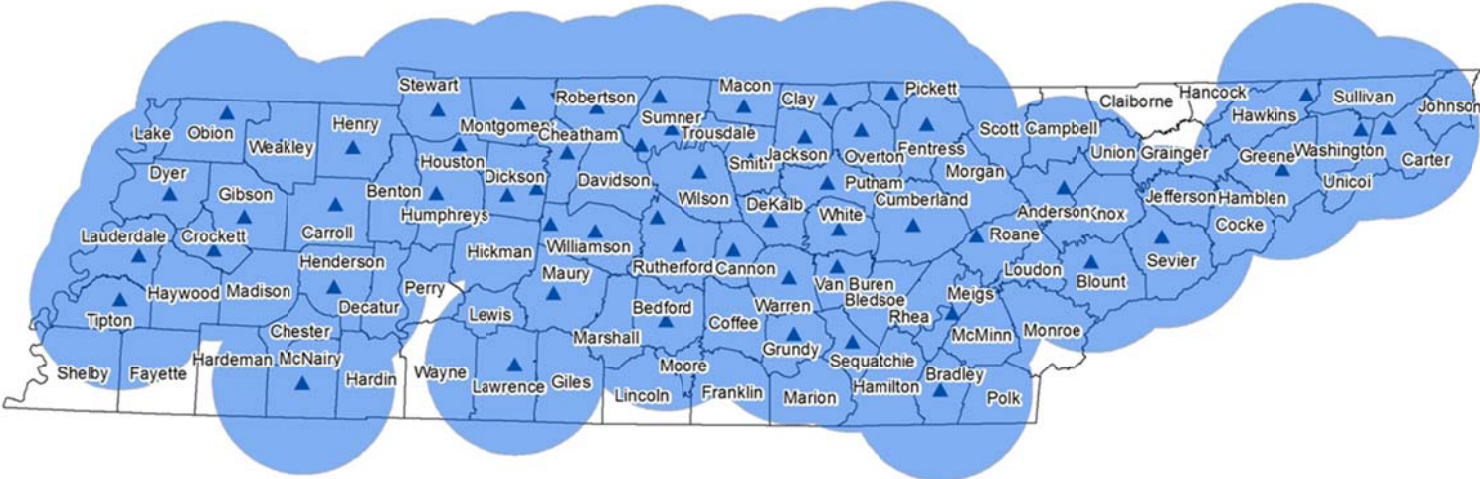 Stewart
Macon
Pickett
Clay
Robertson
Hancock
Claiborne
Sullivan
Johnson
Hawkins
Sumner
Montgomery
Henry
Lake
Obion
Cheatham
Trousdale
Scott
Campbell
Weakley
Fentress
Washington
Union
Grainger
Greene
Jackson
Overton
Smith
Houston
Carter
Dyer
Morgan
Dickson
Davidson
Putnam
Unicoi
Benton
Gibson
Wilson
Cumberland
Jefferson
Hamblen
DeKalb
White
Humphreys
Anderson
Knox
Cocke
Carroll
Lauderdale
Crockett
Roane
Williamson
Hickman
Henderson
Rutherford
Cannon
Sevier
Loudon
Maury
Blount
Perry
Van Buren
Haywood
Madison
Meigs
Bledsoe
Decatur
Warren
Bedford
Lewis
Rhea
Tipton
Coffee
Chester
Monroe
Marshall
McMinn
Grundy
Hardeman
McNairy
Sequatchie
Moore
Shelby
Fayette
Wayne
Bradley
Hardin
Giles
Lawrence
Hamilton
Franklin
Lincoln
Marion
Polk